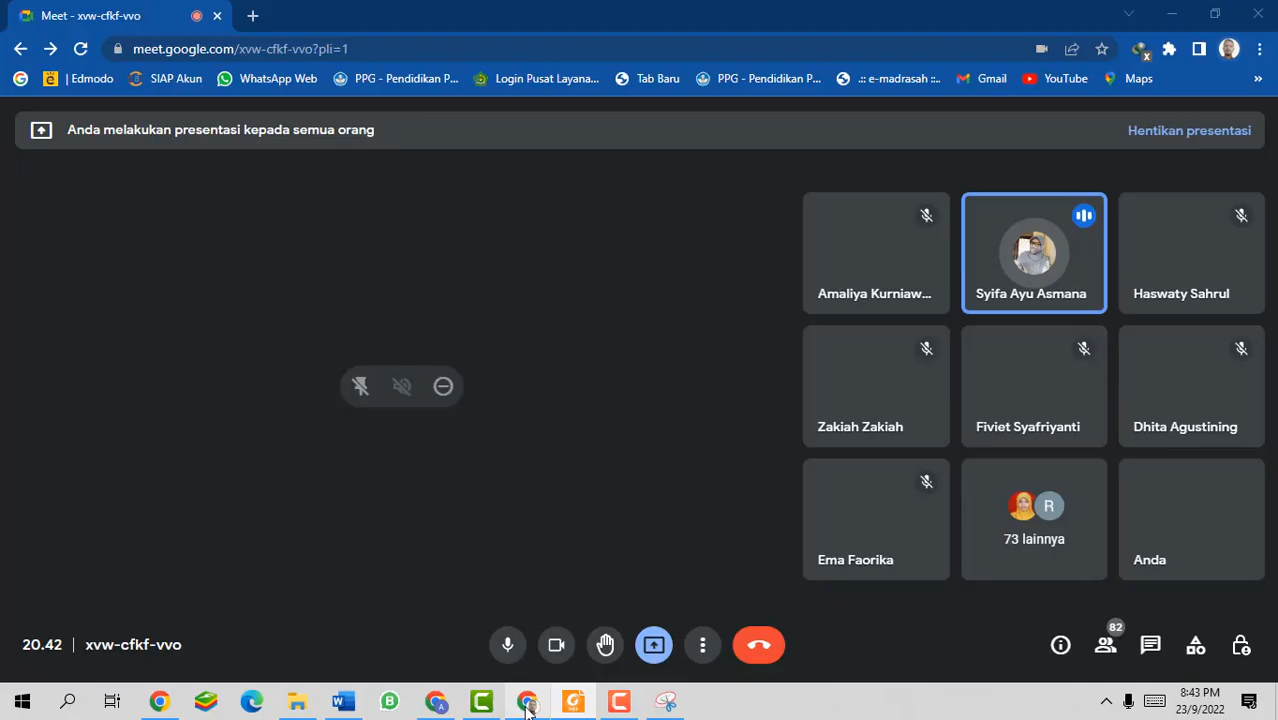 Meet - xvw-cfkf-vvo
meet.google.com/xvw-cfkf-vvo?pli=1
| Edmodo
SIAP Akun
WhatsApp Web
PPG - Pendidikan P...
Login Pusat Layana...
Tab Baru
PPG - Pendidikan P...
.:: e-madrasah ::.
Gmail
YouTube
Maps
»
Anda melakukan presentasi kepada semua orang
Hentikan presentasi
Amaliya Kurniaw...
Syifa Ayu Asmana
Haswaty Sahrul
Zakiah Zakiah
Fiviet Syafriyanti
Dhita Agustining
Ema Faorika
R
73 lainnya
Anda
20.42 | xvw-cfkf-vvo
82
8:43 PM
23/9/2022